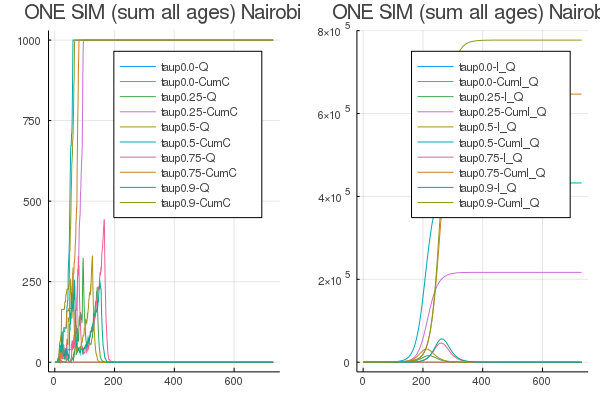 ONE SIM (sum all ages) Nairobi
1000
750
500
250
0
0
200
400
600
taup0.0-Q
taup0.0-CumC
taup0.25-Q
taup0.25-CumC
taup0.5-Q
taup0.5-CumC
taup0.75-Q
taup0.75-CumC
taup0.9-Q
taup0.9-CumC
ONE SIM (sum all ages) Nairob
8×10 5
6×10 5
4×10 5
2×10 5
0
0
200
400
600
taup0.0-I_Q
taup0.0-CumI_Q
taup0.25-I_Q
taup0.25-CumI_Q
taup0.5-I_Q
taup0.5-CumI_Q
taup0.75-I_Q
taup0.75-CumI_Q
taup0.9-I_Q
taup0.9-CumI_Q